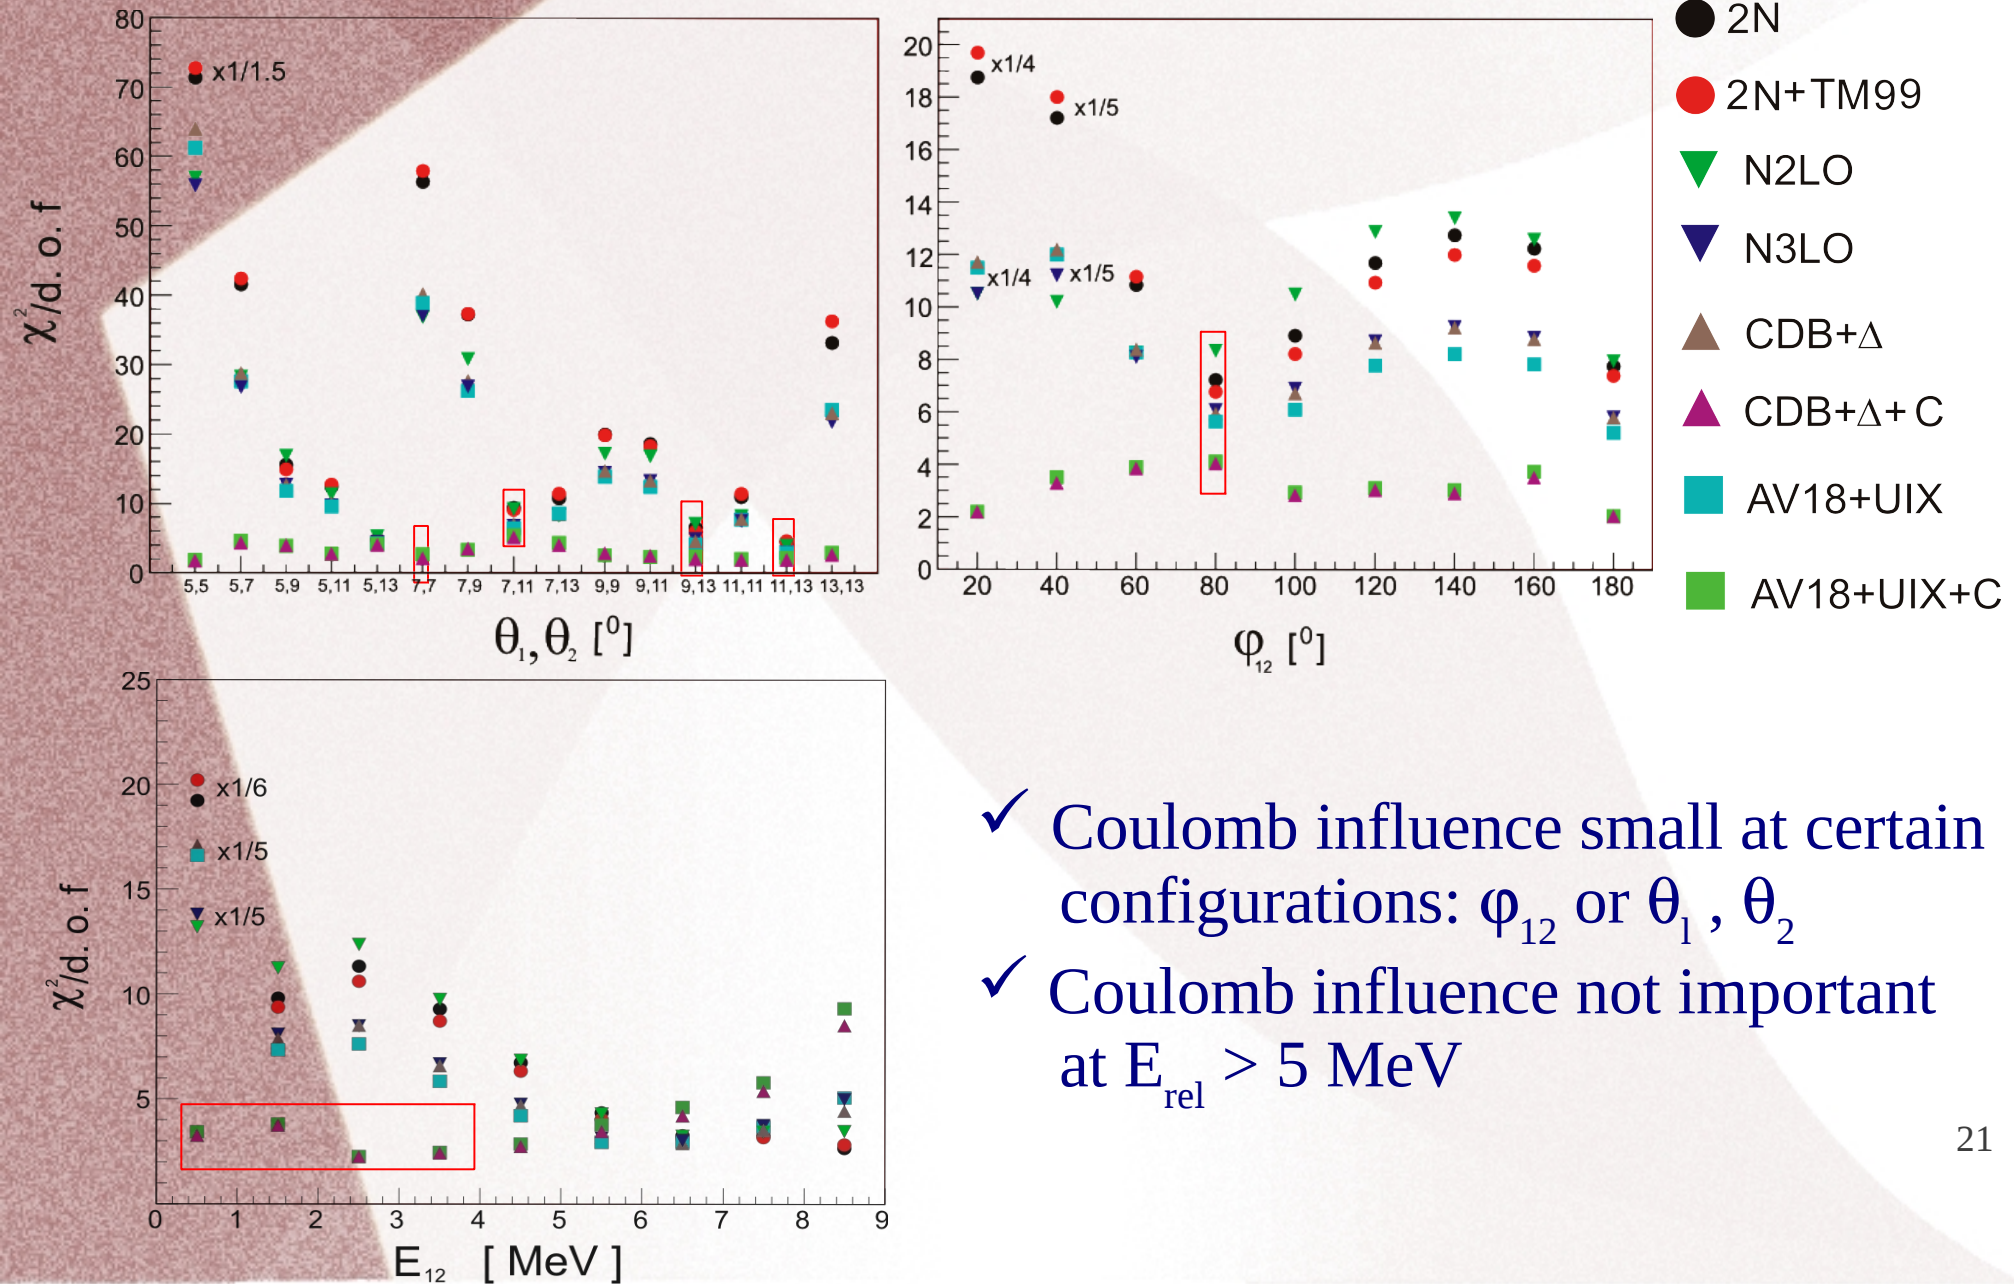 80
70
60
50
40
30
20
10
0
χ²/d. o. f
x1/1.5
5,5 5,7 5,9 5,11 5,13 7,7 7,9 7,11 7,13 9,9 9,11 9,13 11,11 11,13 13,13
θ₁, θ₂ [⁰]
20
18
16
14
12
10
8
6
4
2
0
x1/4
x1/5
x1/4
x1/5
20 40 60 80 100 120 140 160 180
φ₁₂ [⁰]
2N
2N+TM99
N2LO
N3LO
CDB+Δ
CDB+Δ+C
AV18+UIX
AV18+UIX+C
25
20
15
10
5
χ²/d. o. f
x1/6
x1/5
x1/5
0 1 2 3 4 5 6 7 8 9
E₁₂ [ MeV ]
✓ Coulomb influence small at certain
configurations: φ₁₂ or θ₁ , θ₂
✓ Coulomb influence not important
at E_rel > 5 MeV
21